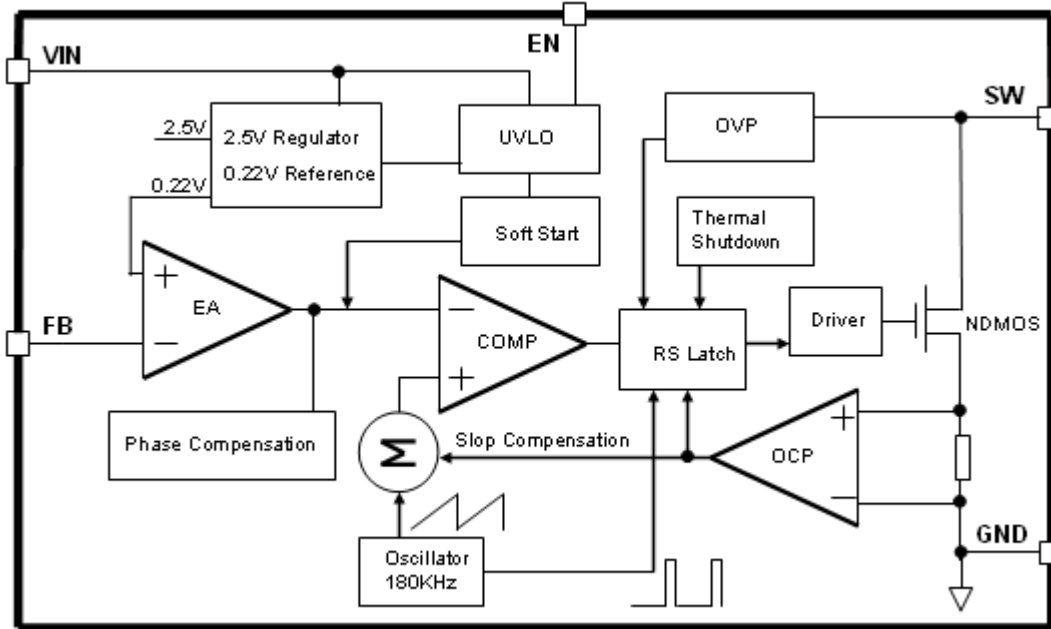 EN
VIN
SW
2.5V
2.5V Regulator
0.22V Reference
UVLO
OVP
0.22V
Soft Start
Thermal
Shutdown
+
EA
−
FB
−
COMP
+
RS Latch
Driver
NDMOS
Phase Compensation
Σ
Slop Compensation
+
OCP
−
GND
Oscillator
180KHz